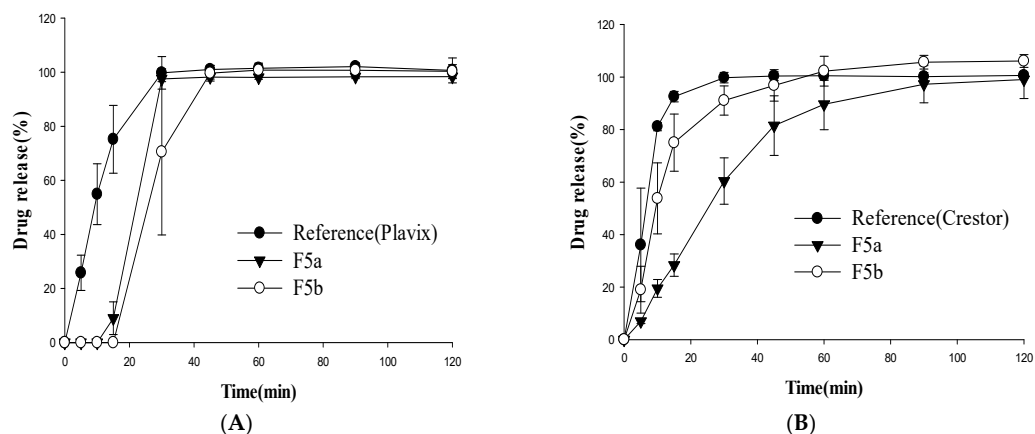 120
100
80
60
40
20
0
Drug release(%)
Reference(Plavix)
F5a
F5b
0 20 40 60 80 100 120
Time(min)
(A)
120
100
80
60
40
20
0
Drug release(%)
Reference(Crestor)
F5a
F5b
0 20 40 60 80 100 120
Time(min)
(B)